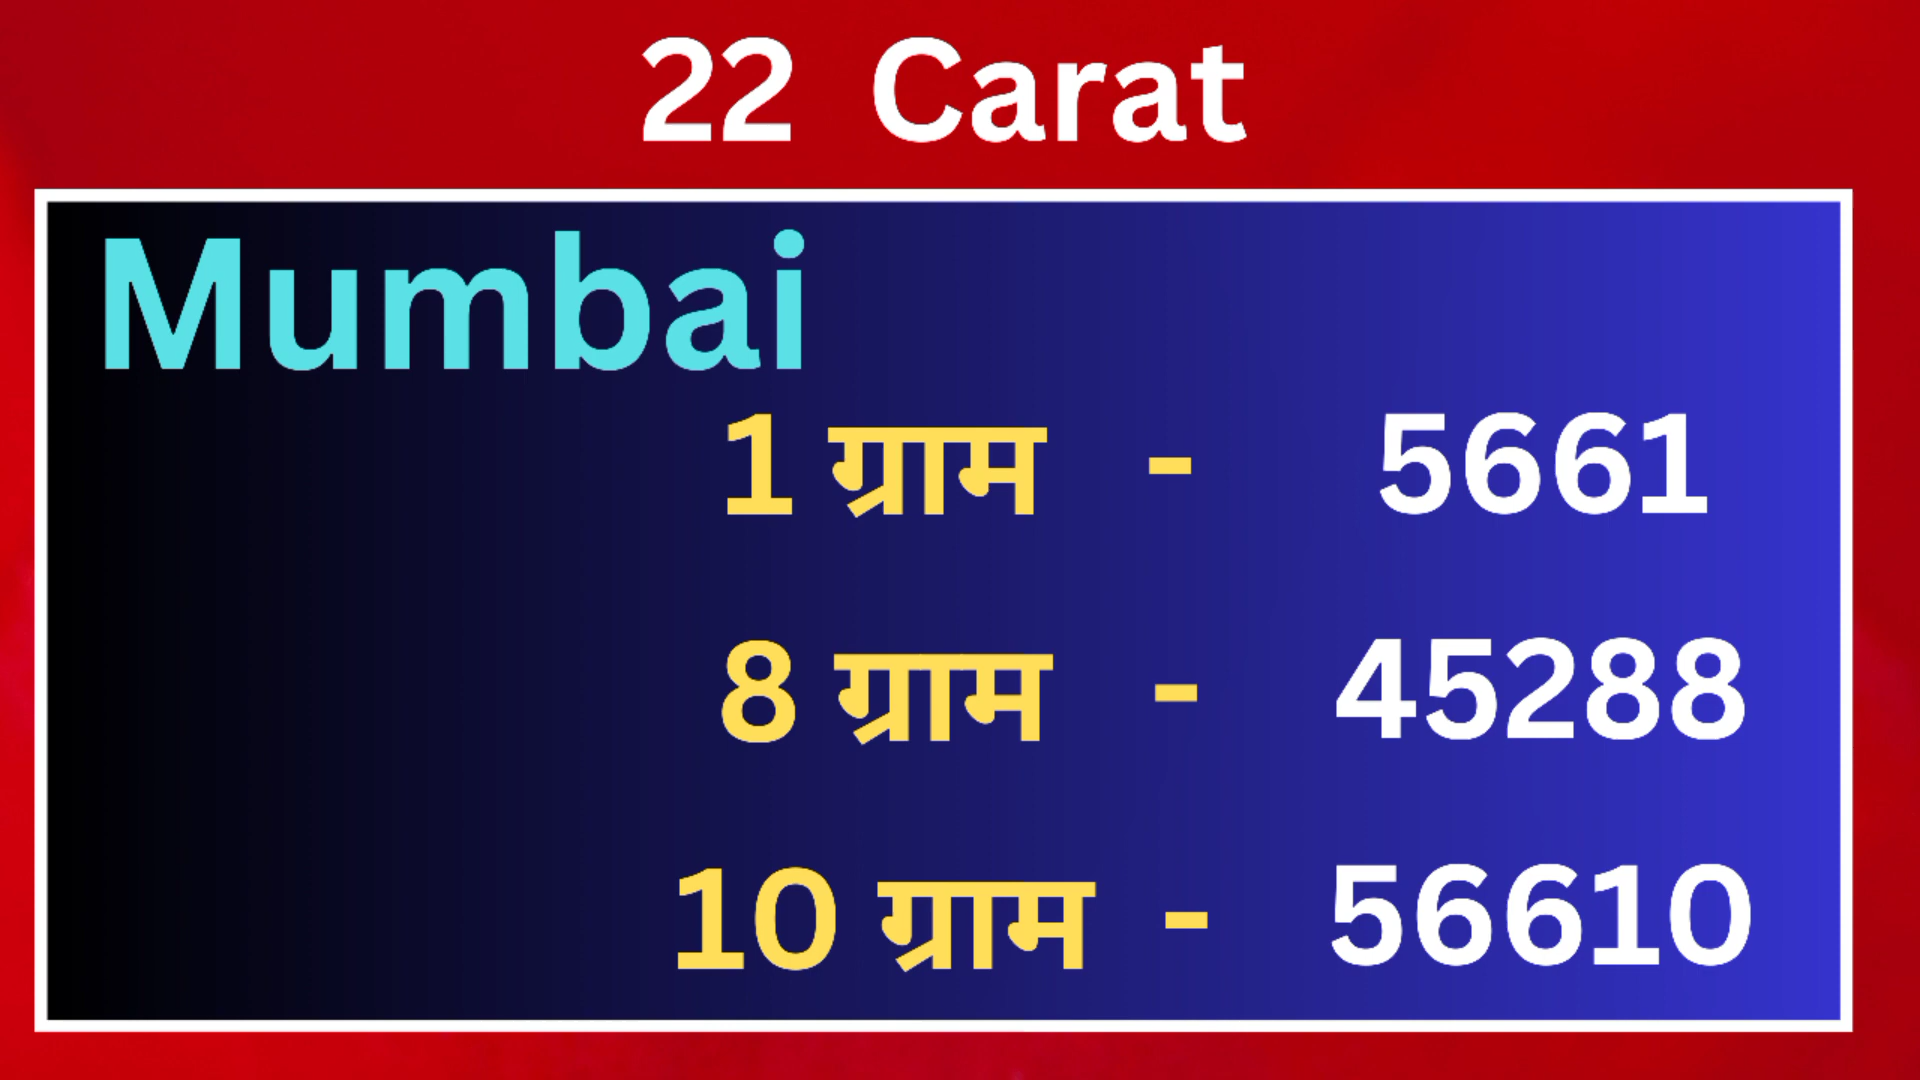 22 Carat
Mumbai
1 ग्राम - 5661
8 ग्राम - 45288
10 ग्राम - 56610